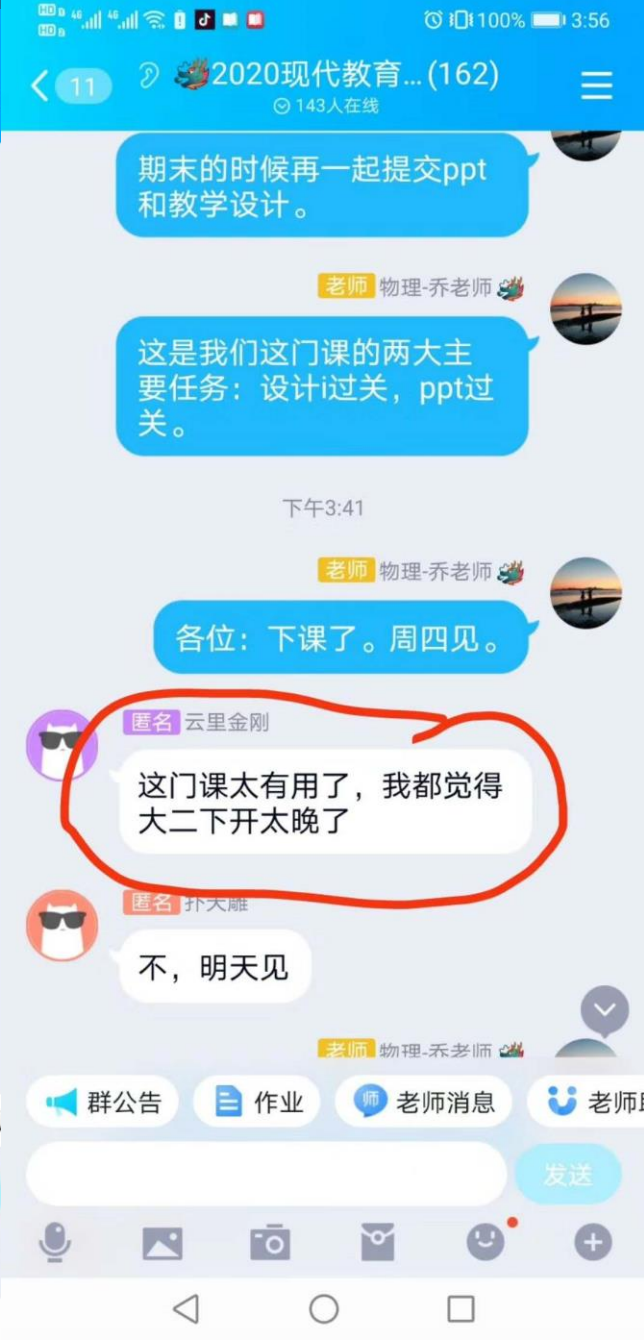 HD 4G 4G 100% 3:56
HD
11 2020现代教育...(162)
143人在线
期末的时候再一起提交ppt
和教学设计。
老师 物理-乔老师
这是我们这门课的两大主
要任务：设计i过关，ppt过
关。
下午3:41
老师 物理-乔老师
各位：下课了。周四见。
匿名 云里金刚
这门课太有用了，我都觉得
大二下开太晚了
匿名 扑天雕
不，明天见
老师 物理-乔老师
群公告 作业 师 老师消息 老师
发送